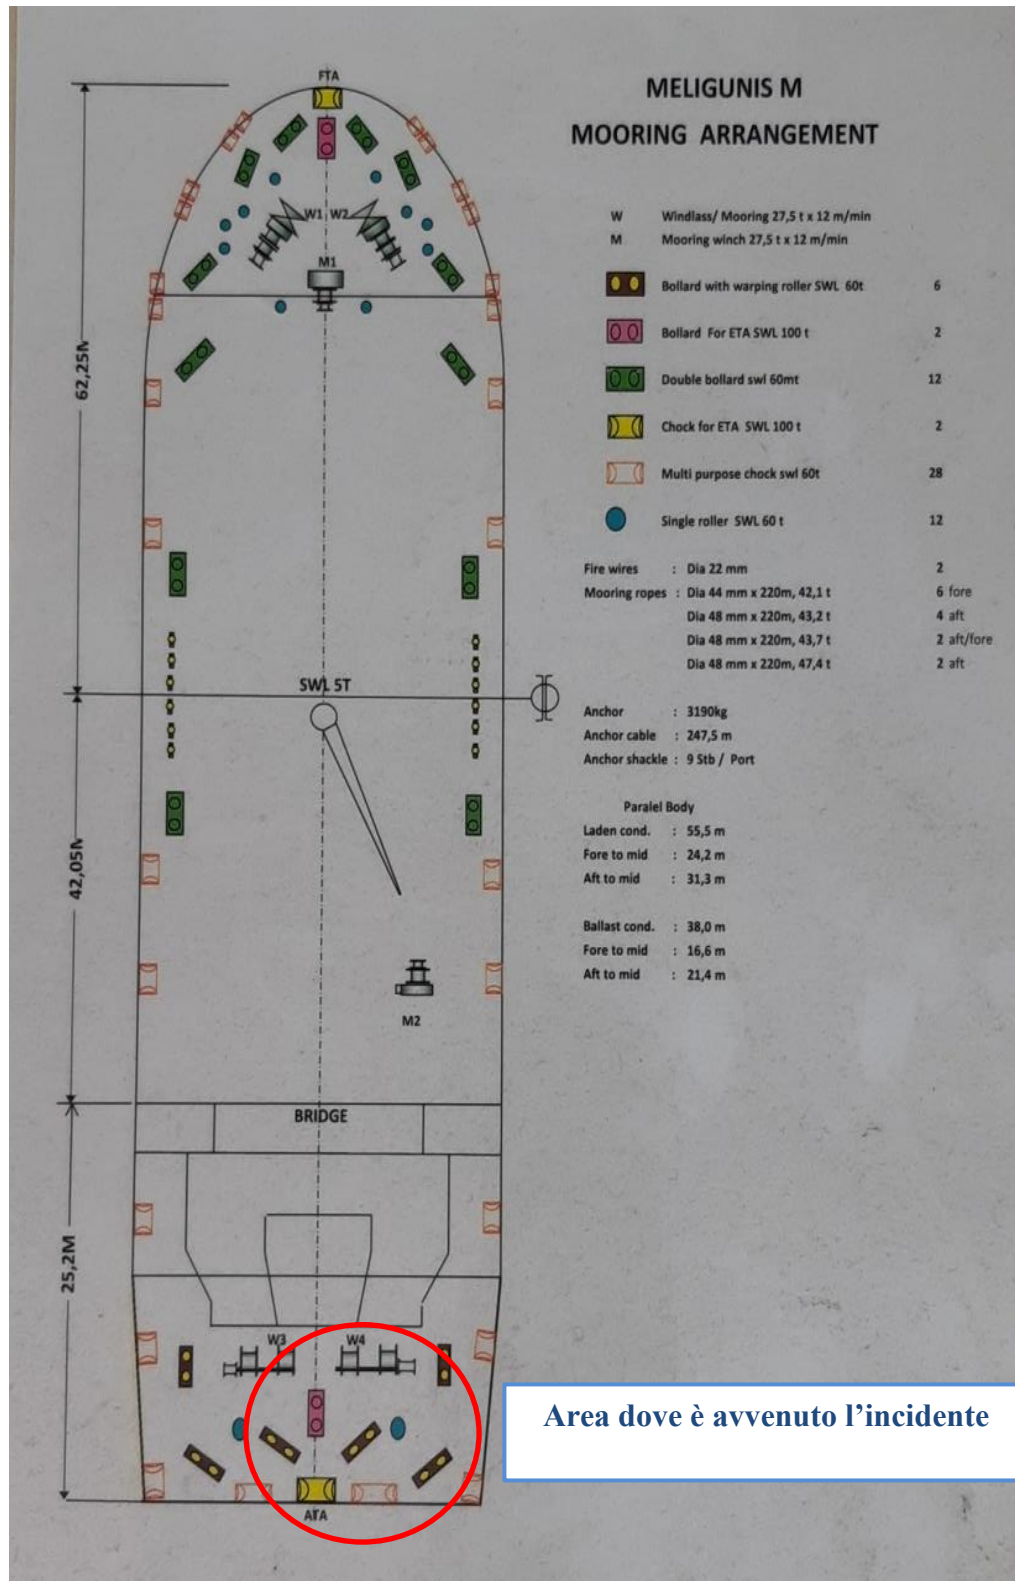 MELIGUNIS M
MOORING ARRANGEMENT
W Windlass/ Mooring 27,5 t x 12 m/min
M Mooring winch 27,5 t x 12 m/min
Bollard with warping roller SWL 60t 6
Bollard For ETA SWL 100 t 2
Double bollard swl 60mt 12
Chock for ETA SWL 100 t 2
Multi purpose chock swl 60t 28
Single roller SWL 60 t 12
Fire wires : Dia 22 mm 2
Mooring ropes : Dia 44 mm x 220m, 42,1 t 6 fore
Dia 48 mm x 220m, 43,2 t 4 aft
Dia 48 mm x 220m, 43,7 t 2 aft/fore
Dia 48 mm x 220m, 47,4 t 2 aft
Anchor : 3190kg
Anchor cable : 247,5 m
Anchor shackle : 9 Stb / Port
Paralel Body
Laden cond. : 55,5 m
Fore to mid : 24,2 m
Aft to mid : 31,3 m
Ballast cond. : 38,0 m
Fore to mid : 16,6 m
Aft to mid : 21,4 m
FTA
W1 W2
M1
62,25M
SWL 5T
42,05M
M2
BRIDGE
25,2M
W3 W4
ATA
Area dove è avvenuto l'incidente